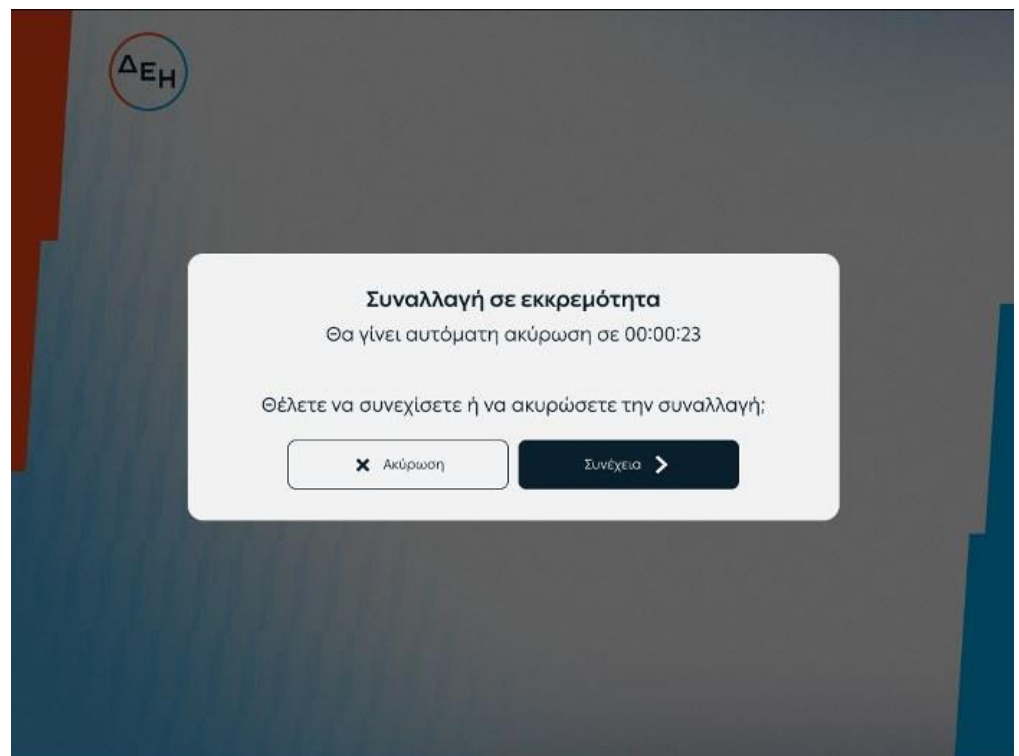 ΔΕΗ
Συναλλαγή σε εκκρεμότητα
Θα γίνει αυτόματη ακύρωση σε 00:00:23
Θέλετε να συνεχίσετε ή να ακυρώσετε την συναλλαγή;
Ακύρωση
Συνέχεια